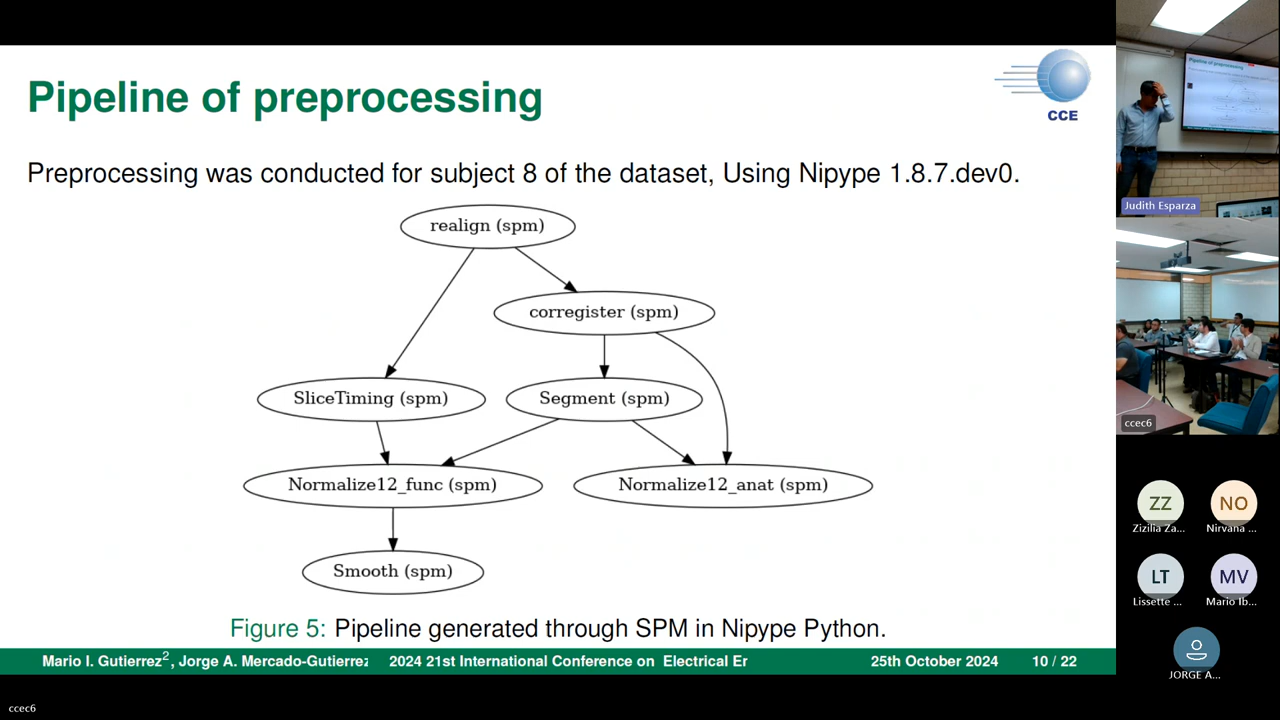 Pipeline of preprocessing
CCE
Preprocessing was conducted for subject 8 of the dataset, Using Nipype 1.8.7.dev0.
realign (spm)
corregister (spm)
SliceTiming (spm)
Segment (spm)
Normalize12_func (spm)
Normalize12_anat (spm)
Smooth (spm)
Figure 5: Pipeline generated through SPM in Nipype Python.
Mario I. Gutierrez2, Jorge A. Mercado-Gutierrez 2024 21st International Conference on Electrical Er 25th October 2024 10 / 22
ccec6
Pipeline of preprocessing
Judith Esparza
ccec6
ZZ
NO
Zizilia Za...
Nirvana ...
LT
MV
Lissette ...
Mario Ib...
JORGE A...